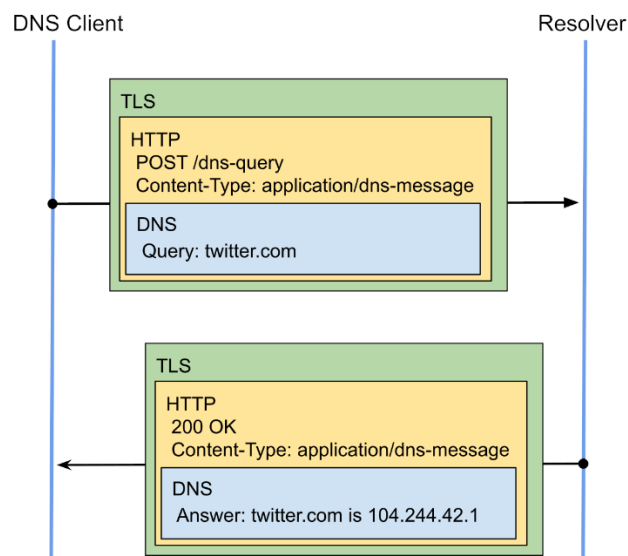 DNS Client
Resolver
TLS
HTTP
POST /dns-query
Content-Type: application/dns-message
DNS
Query: twitter.com
TLS
HTTP
200 OK
Content-Type: application/dns-message
DNS
Answer: twitter.com is 104.244.42.1